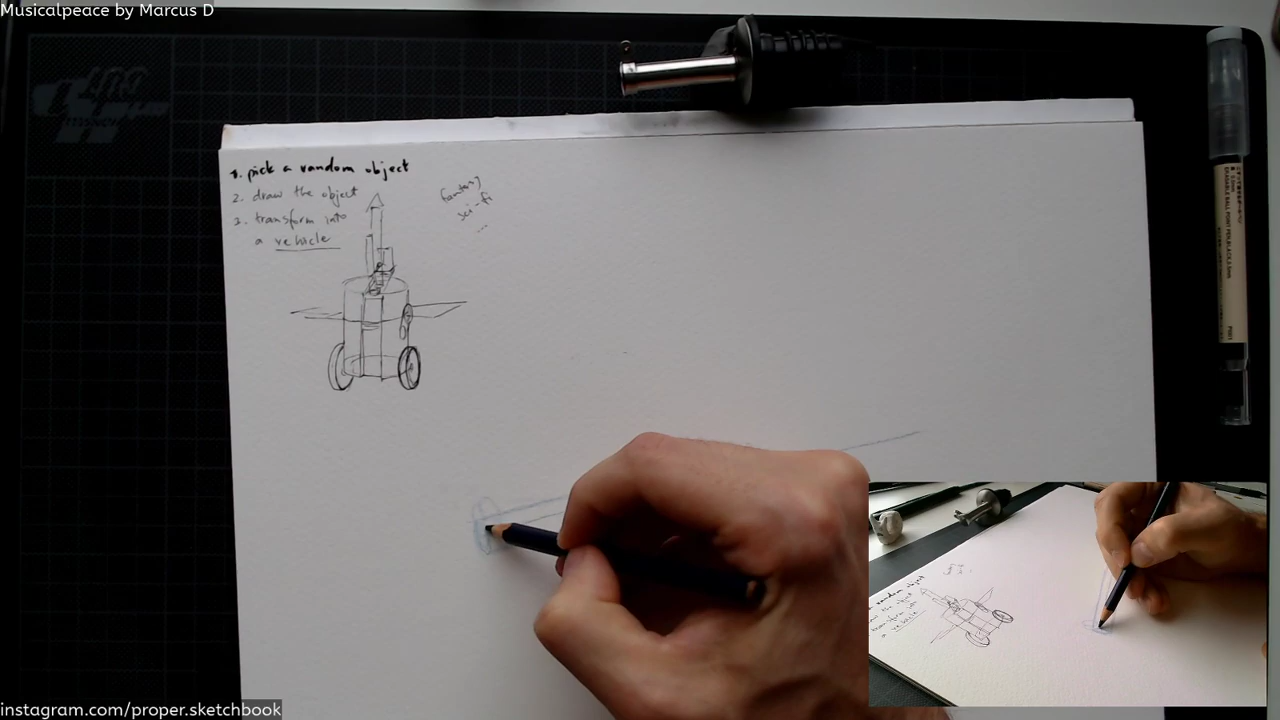 Musicalpeace by Marcus D
1. pick a random object
2. draw the object
3. transform into
a vehicle
fantasy
sci-fi
...
instagram.com/proper.sketchbook